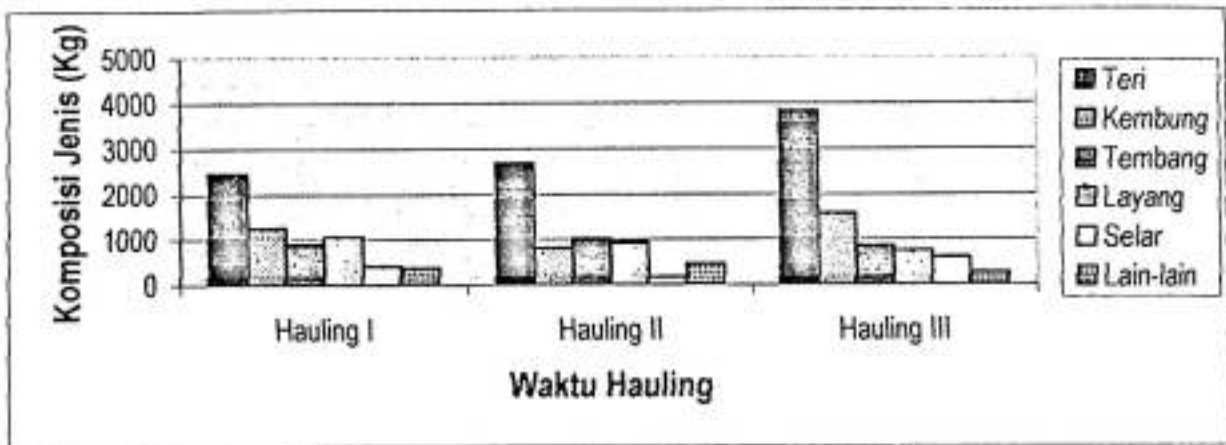 Komposisi Jenis (Kg)
5000
4000
3000
2000
1000
0
Hauling I
Hauling II
Hauling III
Waktu Hauling
Teri
Kembung
Tembang
Layang
Selar
Lain-lain